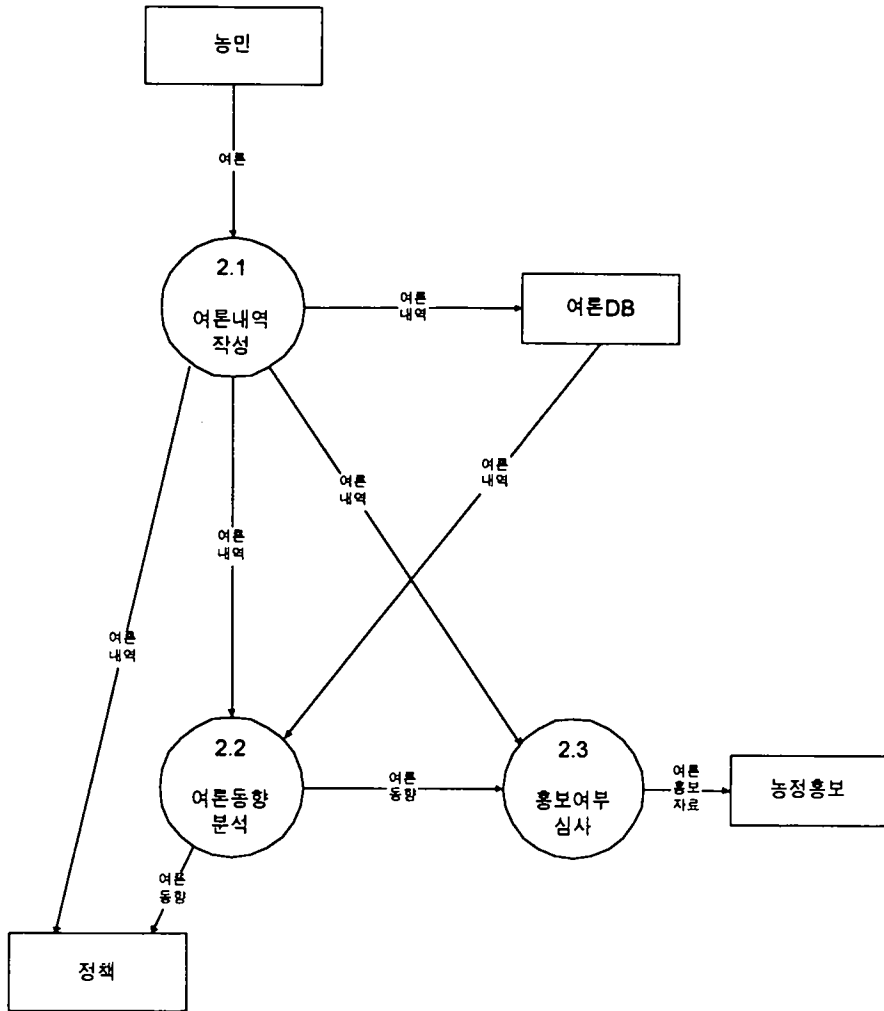 농민
여론
2.1
여론내역
작성
여론
내역
여론DB
여론
내역
여론
내역
여론
내역
여론
내역
2.2
여론동향
분석
여론
동향
2.3
홍보여부
심사
여론
홍보
자료
농정홍보
여론
동향
정책